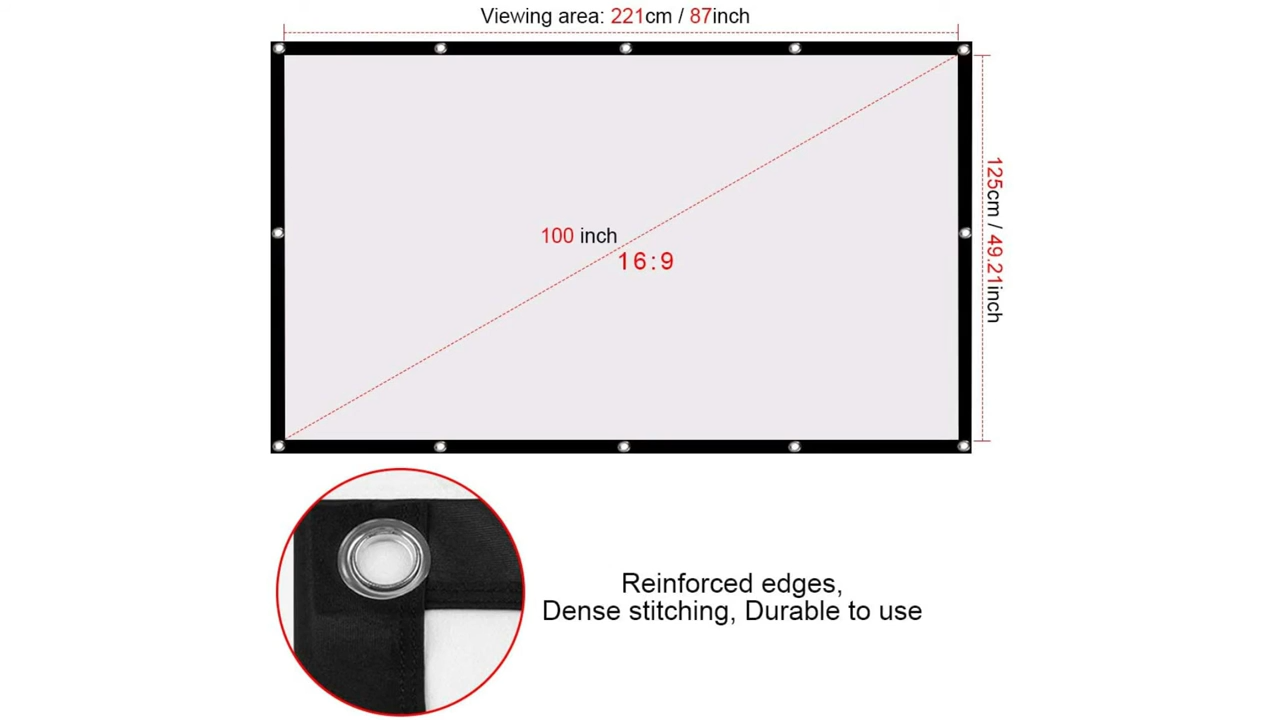 Viewing area: 221cm / 87inch
125cm / 49.21inch
100 inch
16:9
Reinforced edges,
Dense stitching, Durable to use